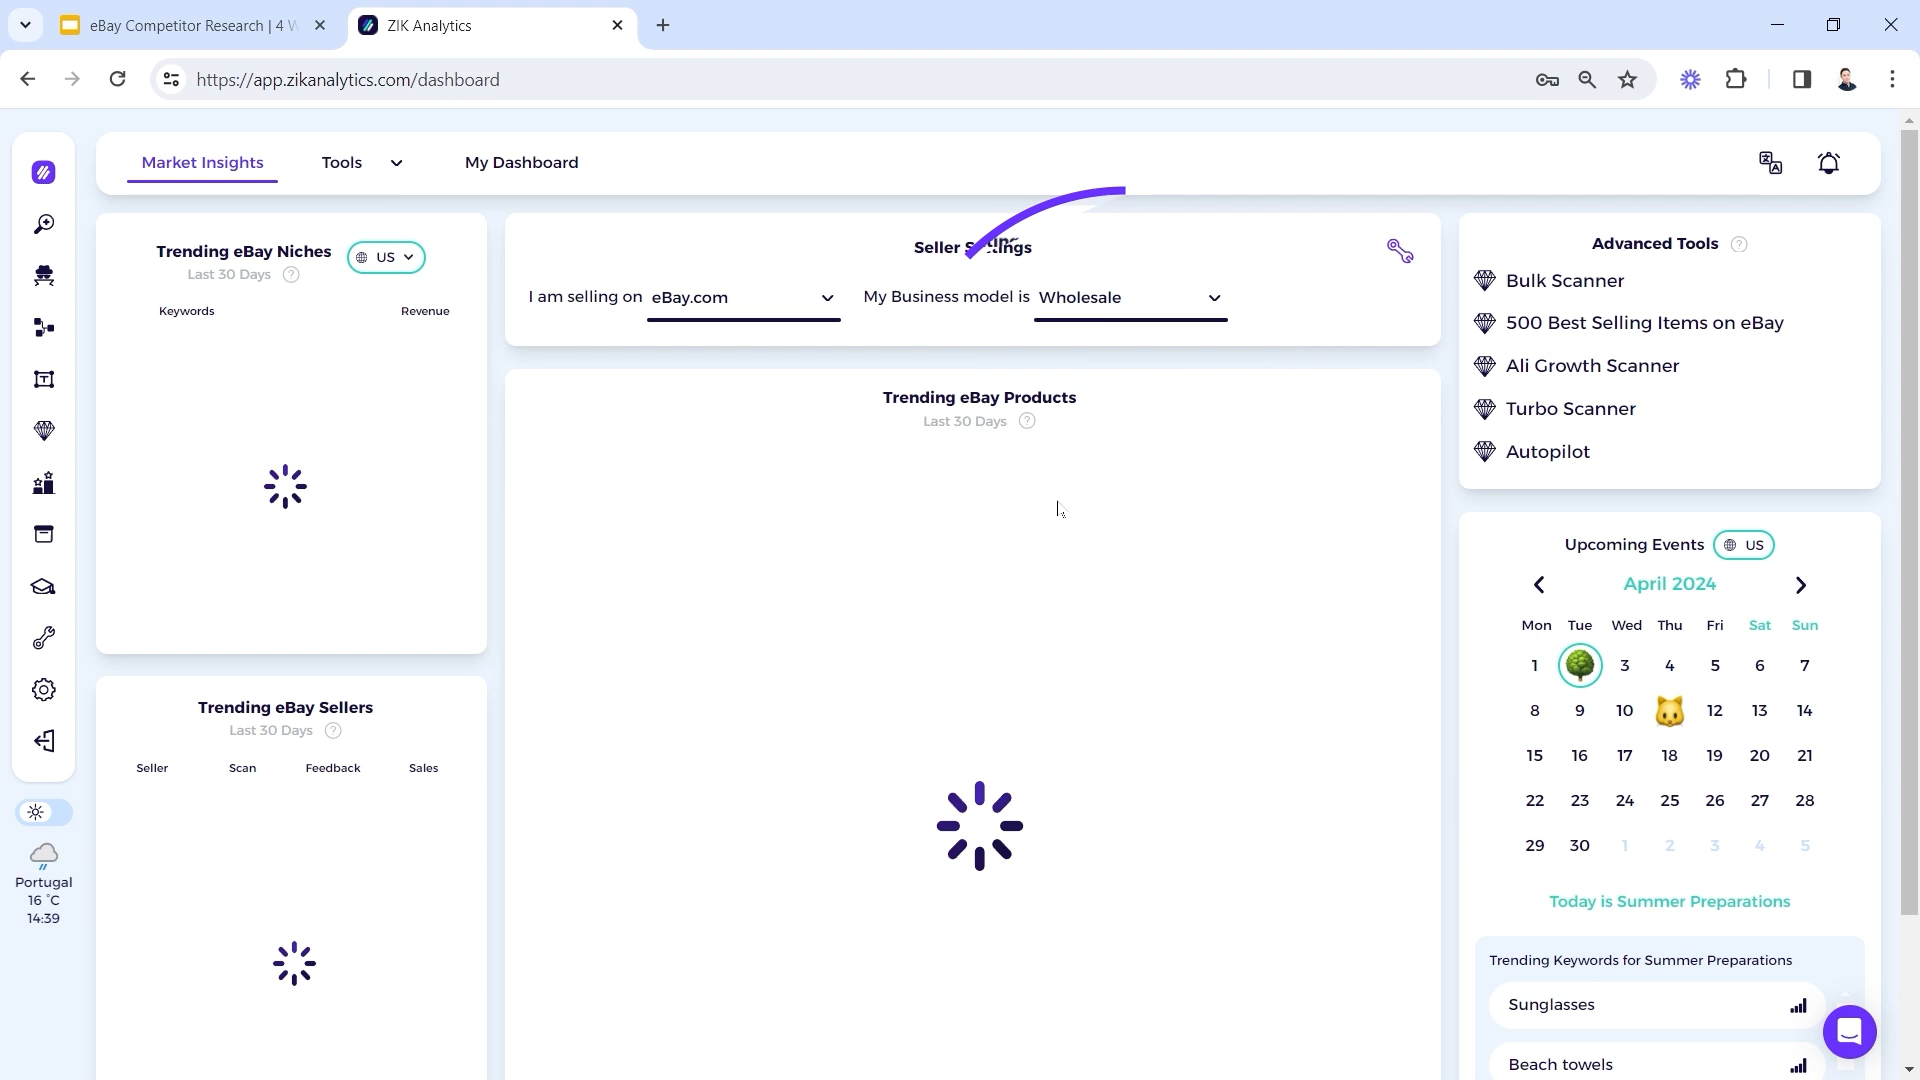 eBay Competitor Research | 4 W
ZIK Analytics
https://app.zikanalytics.com/dashboard
Market Insights
Tools
My Dashboard
Trending eBay Niches
US
Last 30 Days ?
Keywords
Revenue
Seller Settings
I am selling on eBay.com
My Business model is Wholesale
Advanced Tools ?
Bulk Scanner
500 Best Selling Items on eBay
Ali Growth Scanner
Turbo Scanner
Autopilot
Trending eBay Products
Last 30 Days ?
Upcoming Events
US
April 2024
Mon Tue Wed Thu Fri Sat Sun
1 3 4 5 6 7
8 9 10 12 13 14
15 16 17 18 19 20 21
22 23 24 25 26 27 28
29 30 1 2 3 4 5
Today is Summer Preparations
Trending Keywords for Summer Preparations
Sunglasses
Beach towels
Trending eBay Sellers
Last 30 Days ?
Seller Scan Feedback Sales
Portugal
16 °C
14:39